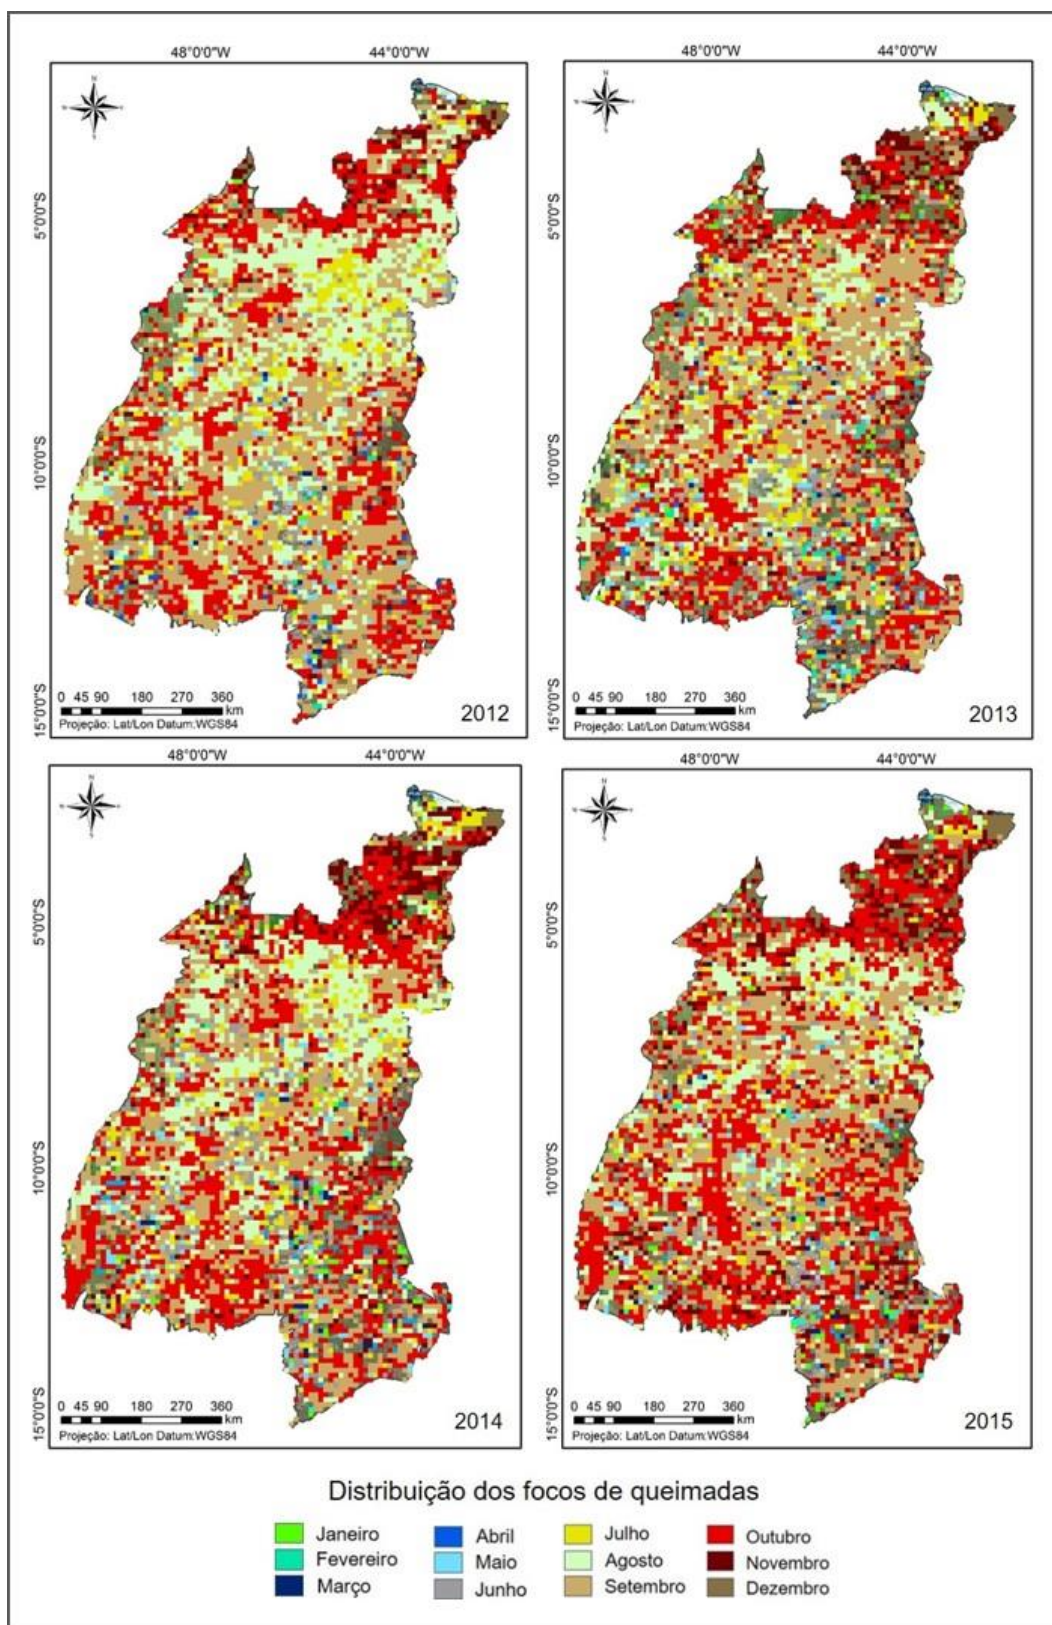 48°0'0"W 44°0'0"W
N
5°0'0"S
10°0'0"S
15°0'0"S
0 45 90 180 270 360
km
Projeção: Lat/Lon Datum:WGS84
2012
48°0'0"W 44°0'0"W
N
5°0'0"S
10°0'0"S
15°0'0"S
0 45 90 180 270 360
km
Projeção: Lat/Lon Datum:WGS84
2013
48°0'0"W 44°0'0"W
N
5°0'0"S
10°0'0"S
15°0'0"S
0 45 90 180 270 360
km
Projeção: Lat/Lon Datum:WGS84
2014
48°0'0"W 44°0'0"W
N
5°0'0"S
10°0'0"S
15°0'0"S
0 45 90 180 270 360
km
Projeção: Lat/Lon Datum:WGS84
2015
Distribuição dos focos de queimadas
Janeiro Abril Julho Outubro
Fevereiro Maio Agosto Novembro
Março Junho Setembro Dezembro